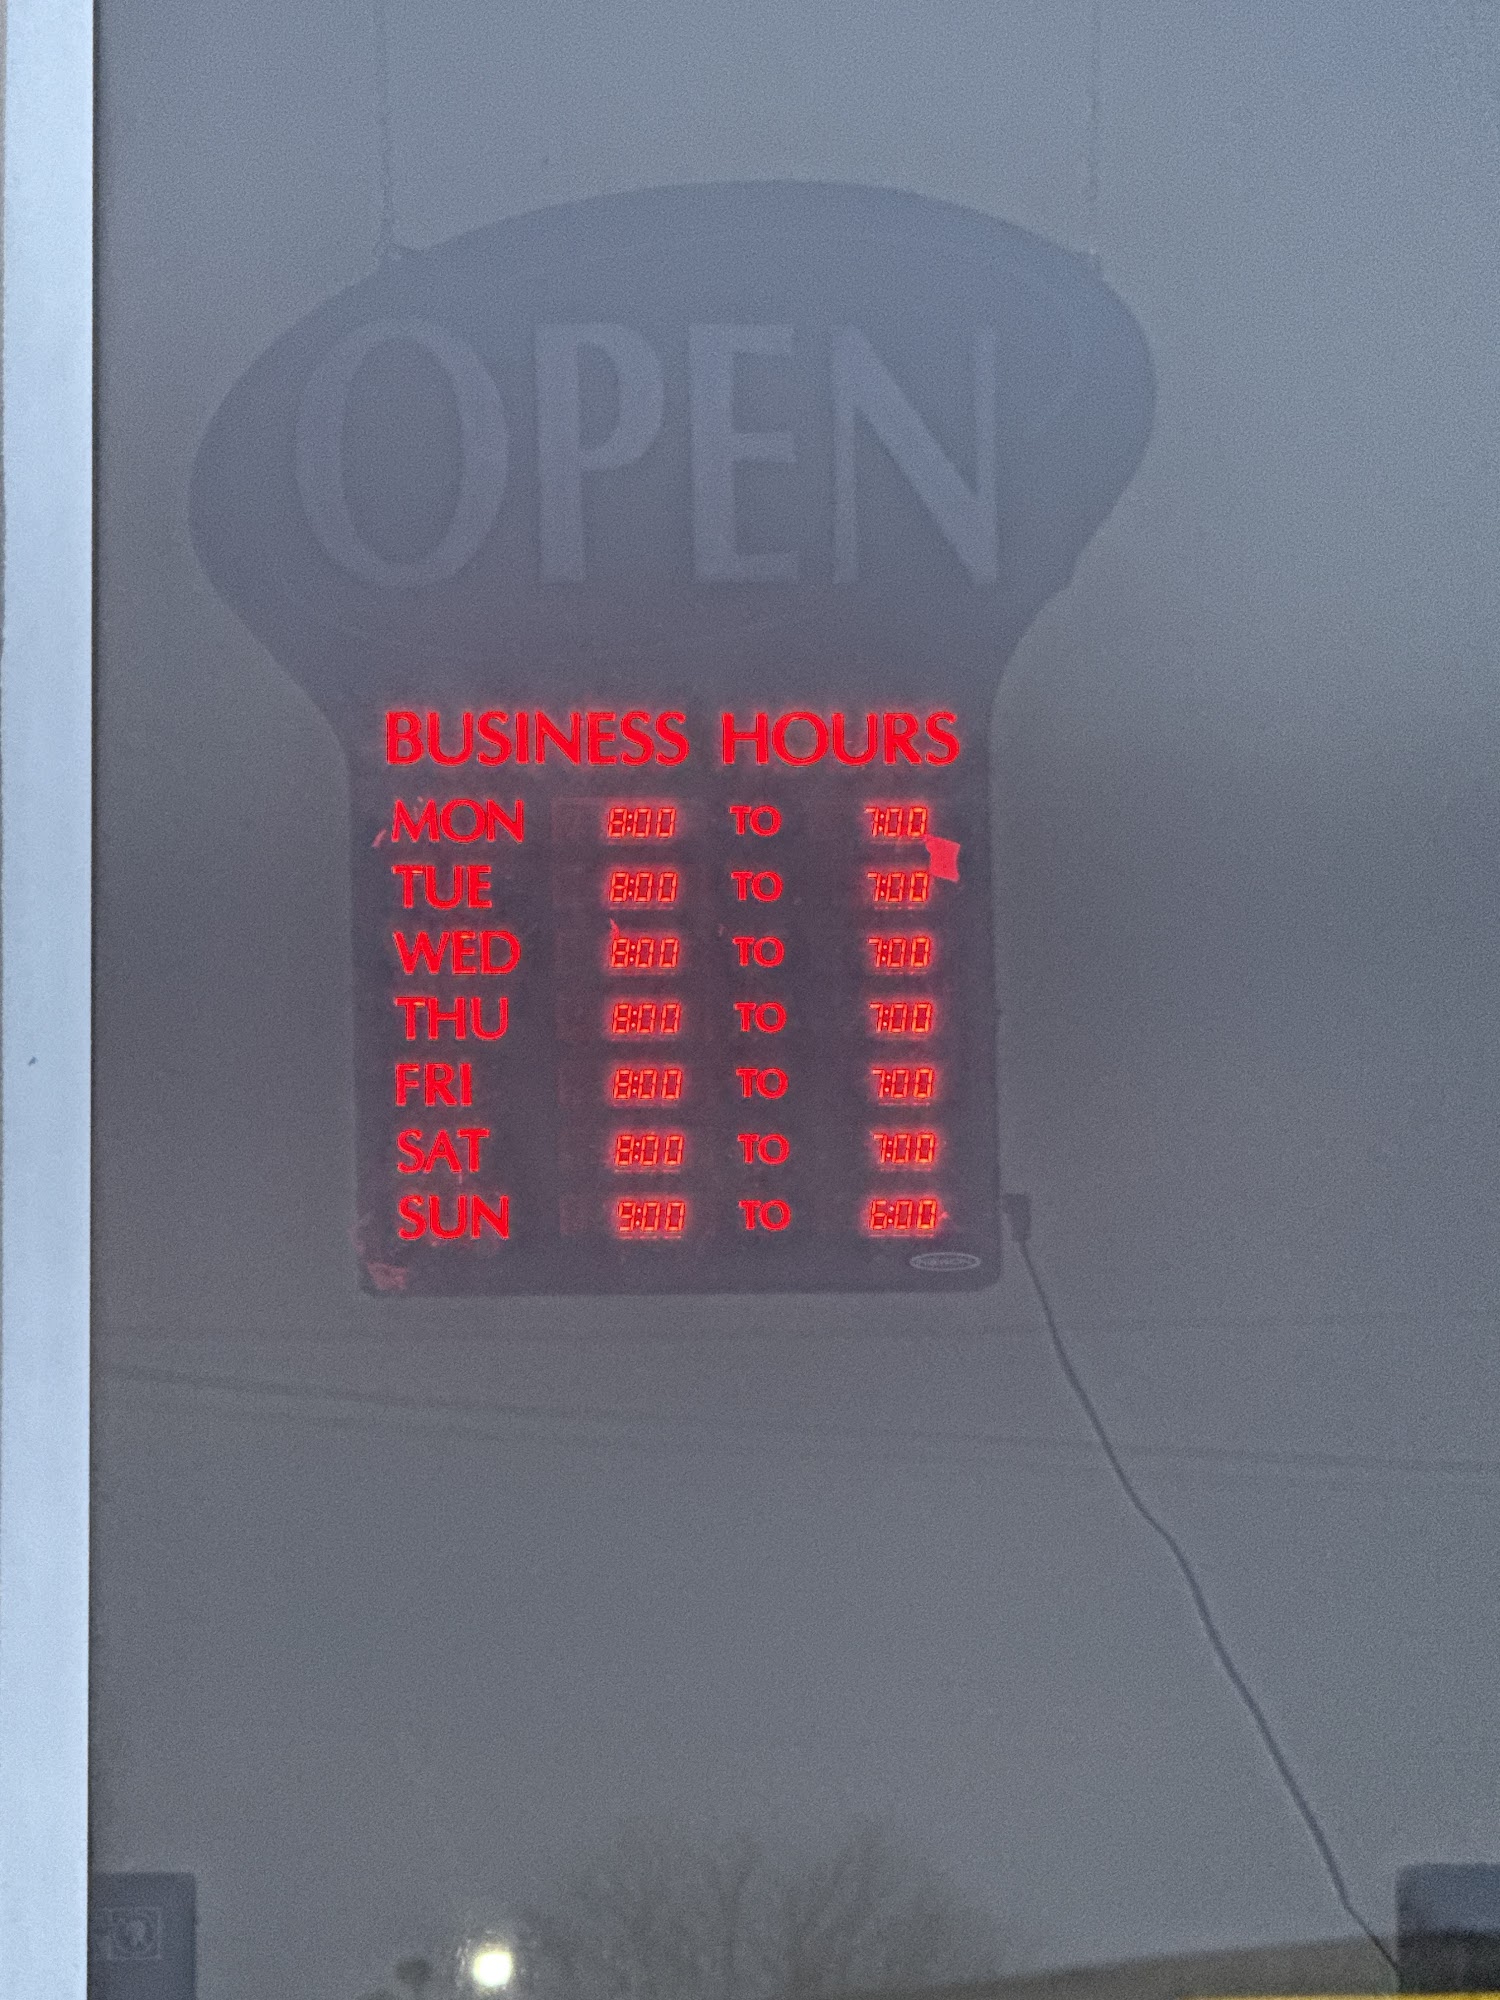 OPEN
BUSINESS HOURS
MON 8:00 TO 7:00
TUE 8:00 TO 7:00
WED 8:00 TO 7:00
THU 8:00 TO 7:00
FRI 8:00 TO 7:00
SAT 8:00 TO 7:00
SUN 9:00 TO 6:00